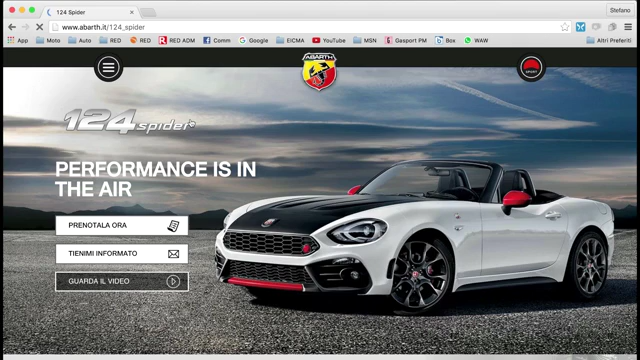 124 Spider
Stefano
www.abarth.it/124_spider
App
Moto
Auto
RED
RED ADM
Comm
Google
EICMA
YouTube
MSN
Gasport PM
Box
WAW
Altri Preferiti
ABARTH
SPORT
124 spider
PERFORMANCE IS IN
THE AIR
PRENOTALA ORA
TIENIMI INFORMATO
GUARDA IL VIDEO